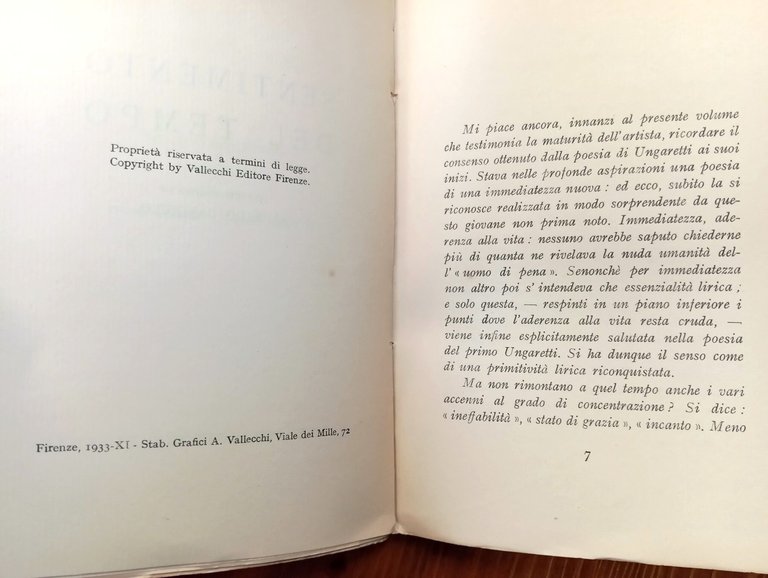 SENTIMENTO
TEMPO
Proprietà riservata a termini di legge.
Copyright by Vallecchi Editore Firenze.
Firenze, 1933-XI - Stab. Grafici A. Vallecchi, Viale dei Mille, 72
Mi piace ancora, innanzi al presente volume
che testimonia la maturità dell'artista, ricordare il
consenso ottenuto dalla poesia di Ungaretti ai suoi
inizi. Stava nelle profonde aspirazioni una poesia
di una immediatezza nuova : ed ecco, subito la si
riconosce realizzata in modo sorprendente da que-
sto giovane non prima noto. Immediatezza, ade-
renza alla vita : nessuno avrebbe saputo chiederne
più di quanta ne rivelava la nuda umanità del-
l'« uomo di pena ». Senonchè per immediatezza
non altro poi s'intendeva che essenzialità lirica ;
e solo questa, — respinti in un piano inferiore i
punti dove l'aderenza alla vita resta cruda, —
viene infine esplicitamente salutata nella poesia
del primo Ungaretti. Si ha dunque il senso come
di una primitività lirica riconquistata.
Ma non rimontano a quel tempo anche i vari
accenni al grado di concentrazione ? Si dice :
« ineffabilità », « stato di grazia », « incanto ». Meno
7